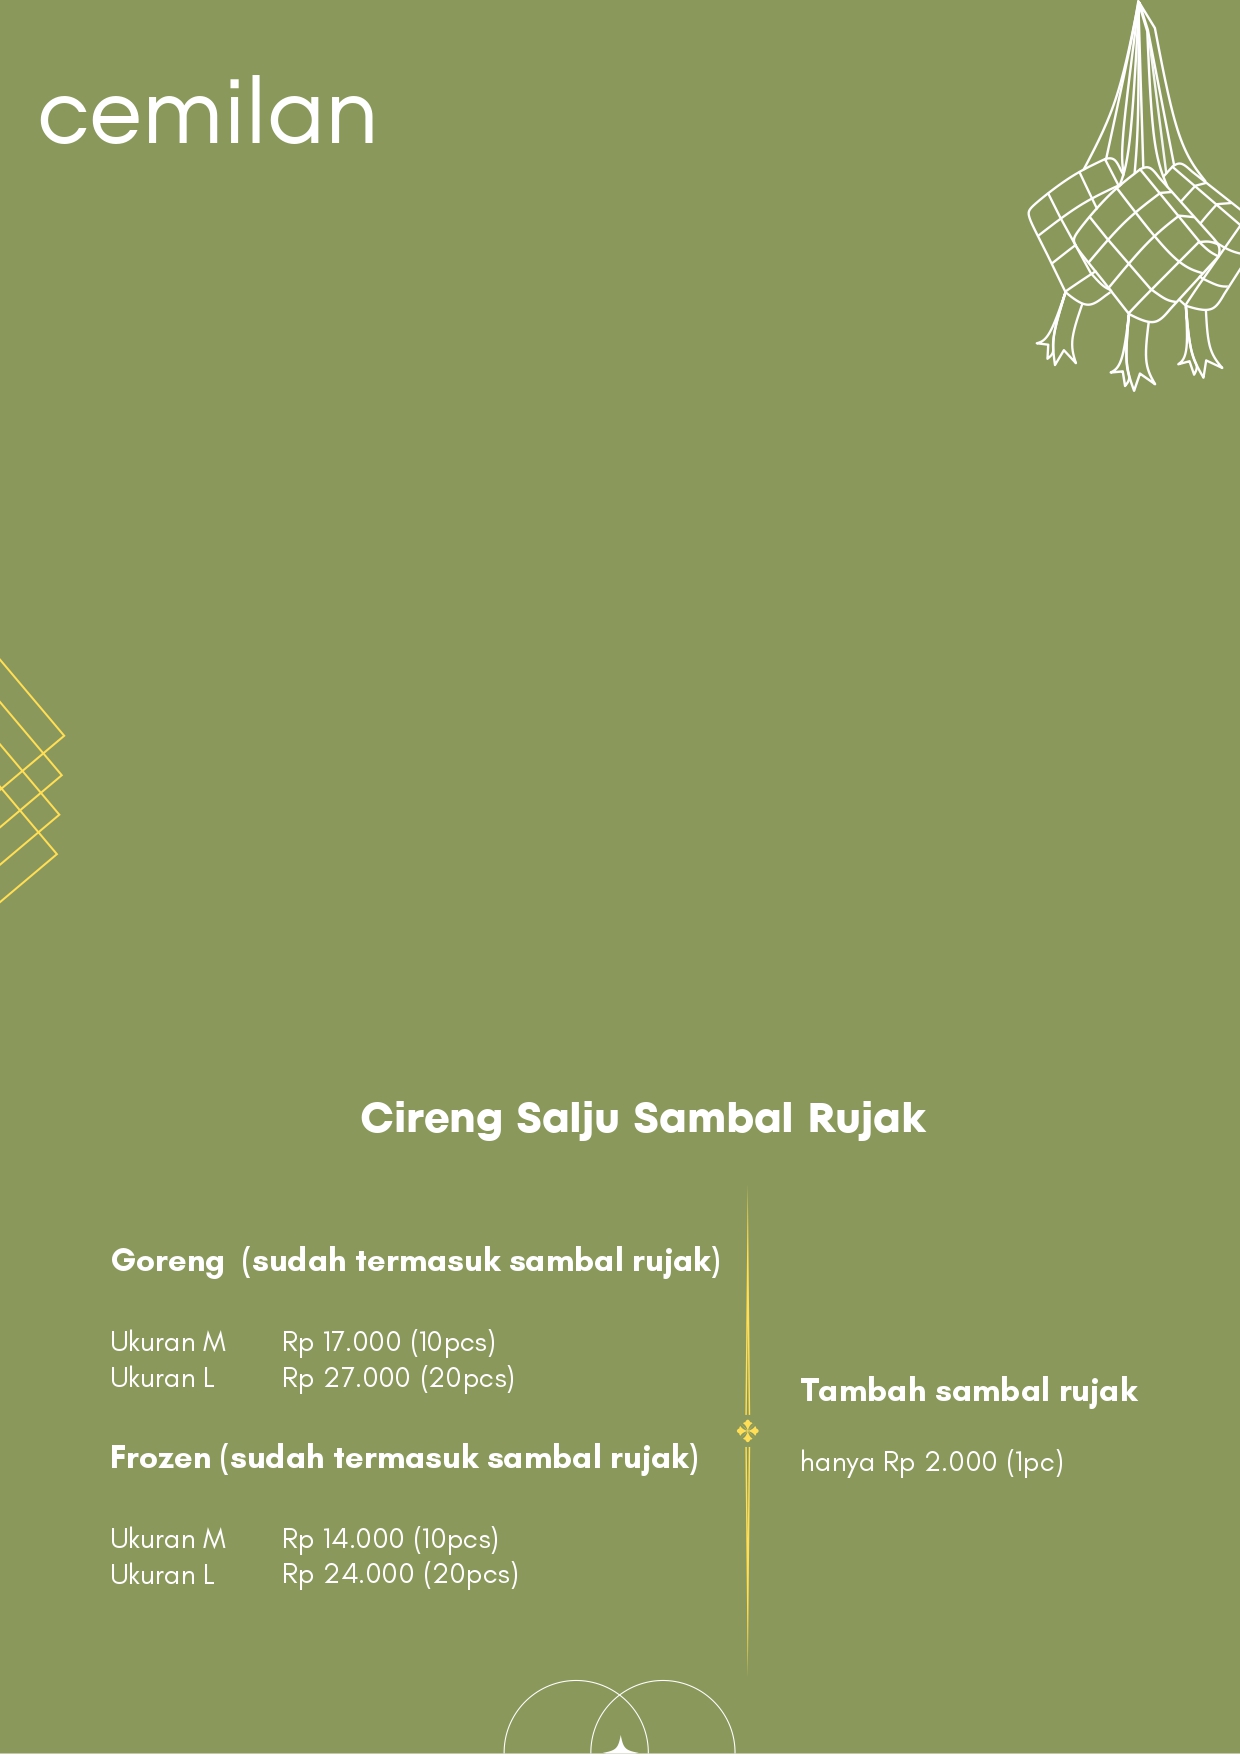 cemilan
Cireng Salju Sambal Rujak
Goreng (sudah termasuk sambal rujak)
Ukuran M Rp 17.000 (10pcs)
Ukuran L Rp 27.000 (20pcs)
Frozen (sudah termasuk sambal rujak)
Ukuran M Rp 14.000 (10pcs)
Ukuran L Rp 24.000 (20pcs)
Tambah sambal rujak
hanya Rp 2.000 (1pc)